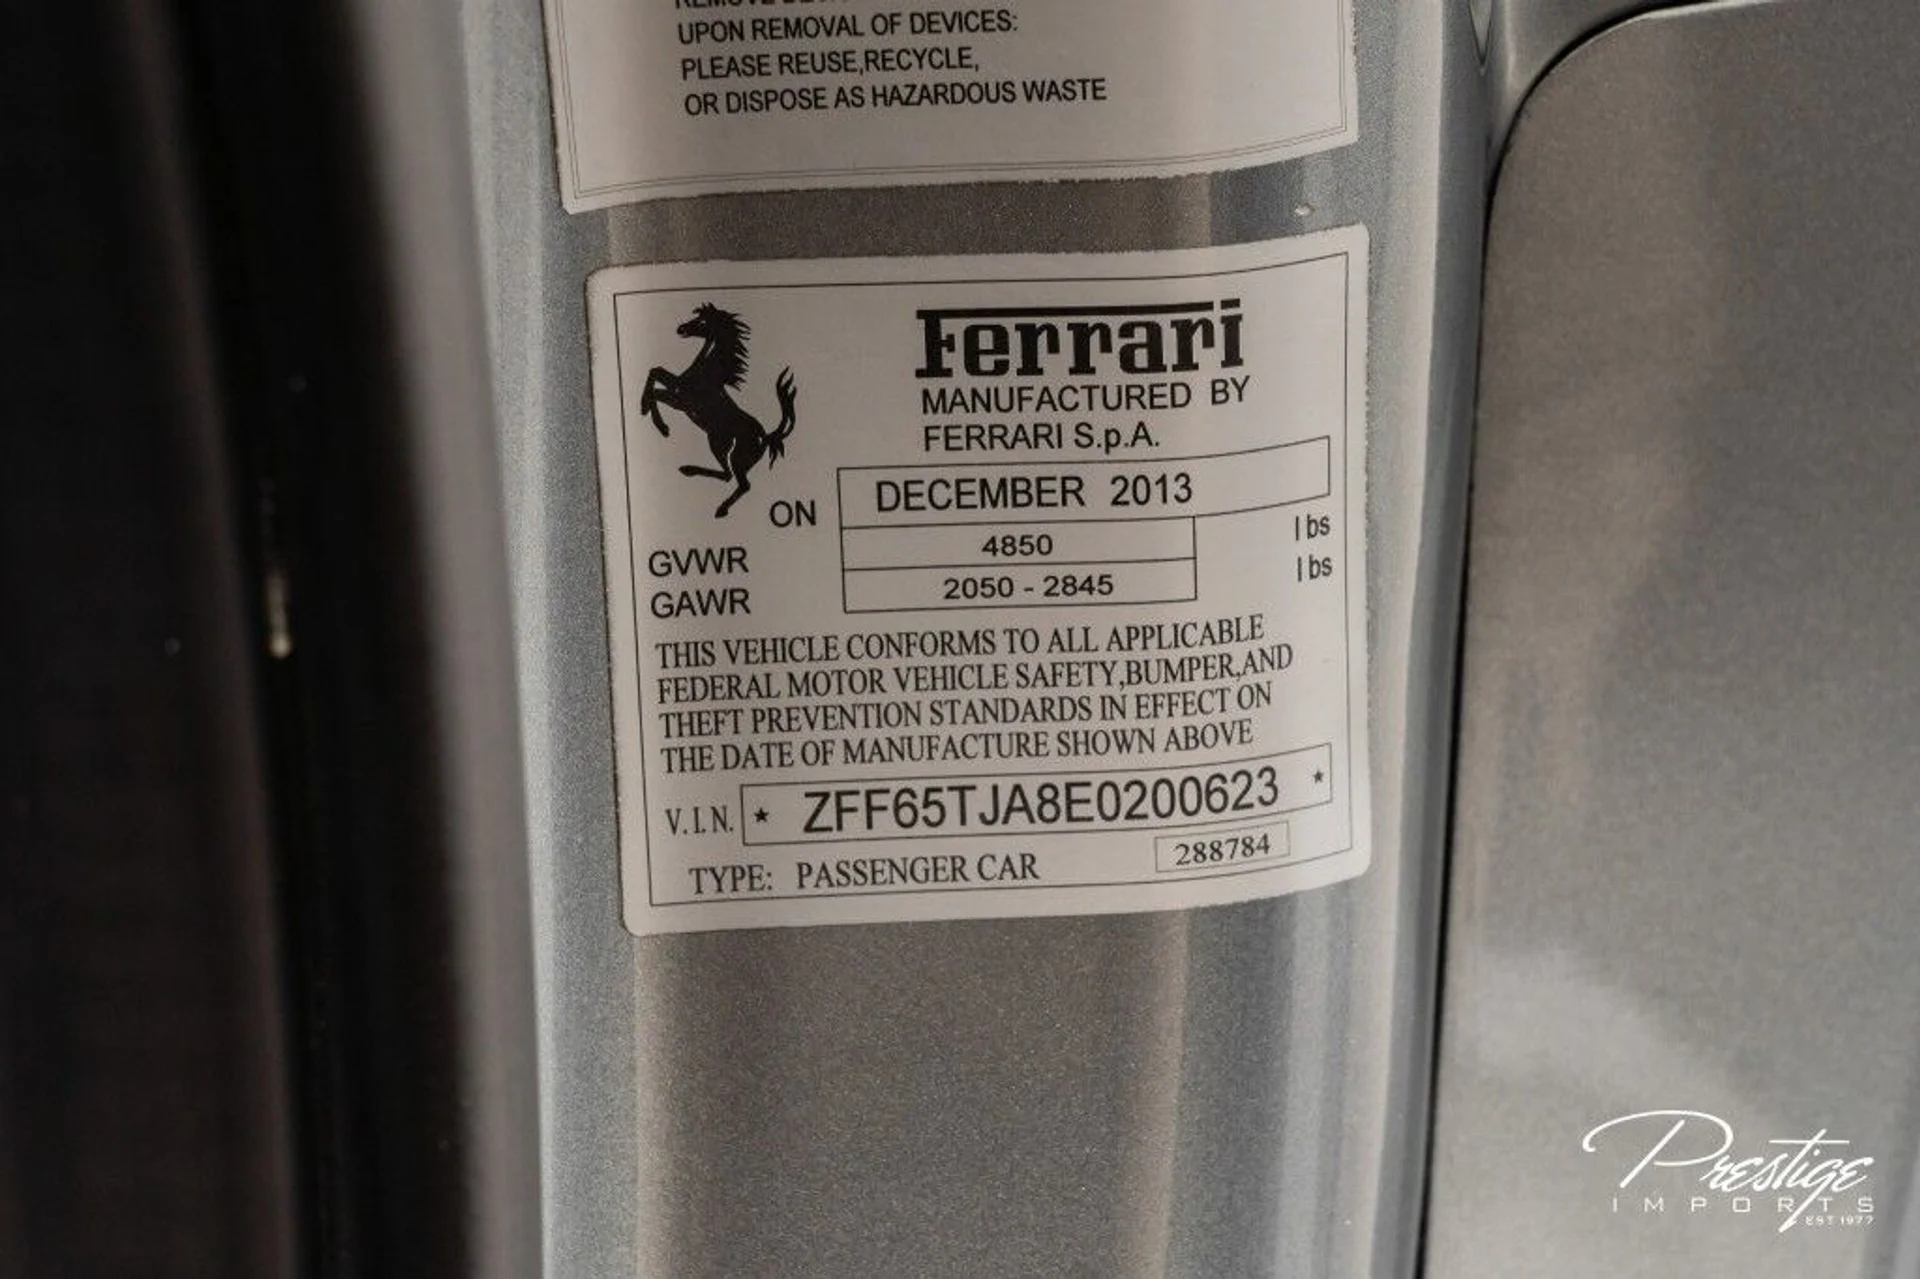 UPON REMOVAL OF DEVICES:
PLEASE REUSE,RECYCLE,
OR DISPOSE AS HAZARDOUS WASTE
Ferrari
MANUFACTURED BY
FERRARI S.p.A.
ON DECEMBER 2013
GVWR 4850 lbs
GAWR 2050 - 2845 lbs
THIS VEHICLE CONFORMS TO ALL APPLICABLE
FEDERAL MOTOR VEHICLE SAFETY,BUMPER,AND
THEFT PREVENTION STANDARDS IN EFFECT ON
THE DATE OF MANUFACTURE SHOWN ABOVE
V.I.N. ★ ZFF65TJA8E0200623 ★
TYPE: PASSENGER CAR 288784
Prestige
IMPORTS
EST 1977